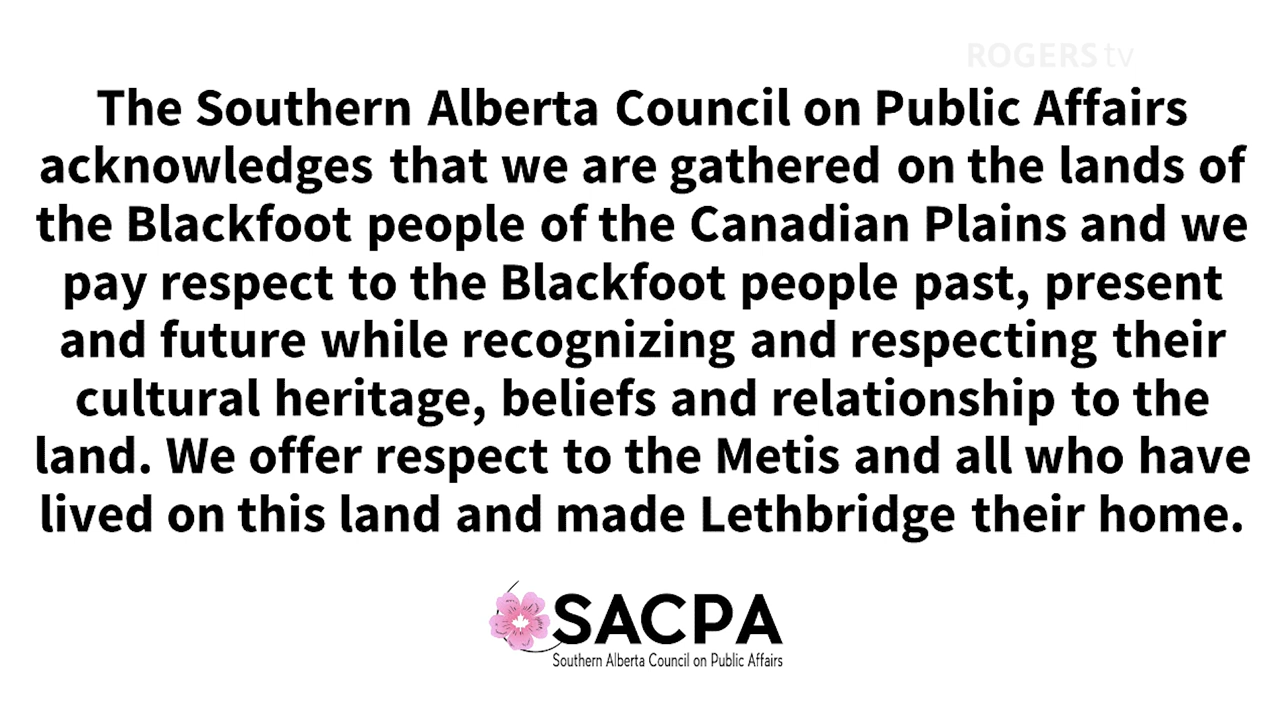 ROGERS tv
The Southern Alberta Council on Public Affairs
acknowledges that we are gathered on the lands of
the Blackfoot people of the Canadian Plains and we
pay respect to the Blackfoot people past, present
and future while recognizing and respecting their
cultural heritage, beliefs and relationship to the
land. We offer respect to the Metis and all who have
lived on this land and made Lethbridge their home.
SACPA
Southern Alberta Council on Public Affairs